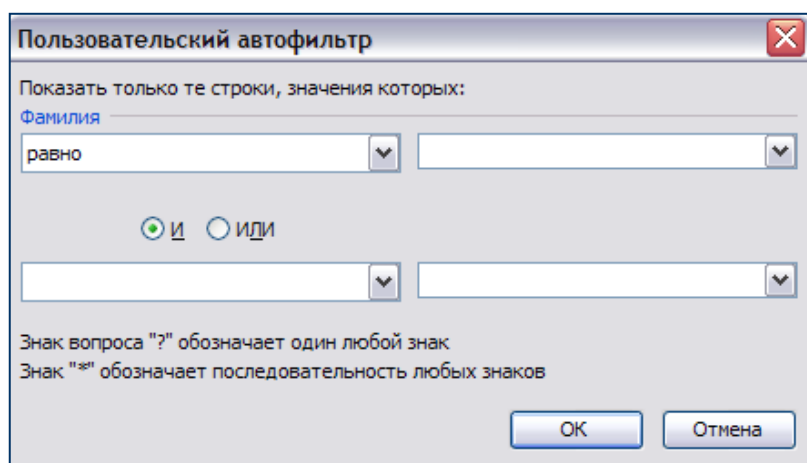 Пользовательский автофильтр
Показать только те строки, значения которых:
Фамилия
равно
И ИЛИ
Знак вопроса "?" обозначает один любой знак
Знак "*" обозначает последовательность любых знаков
ОК Отмена